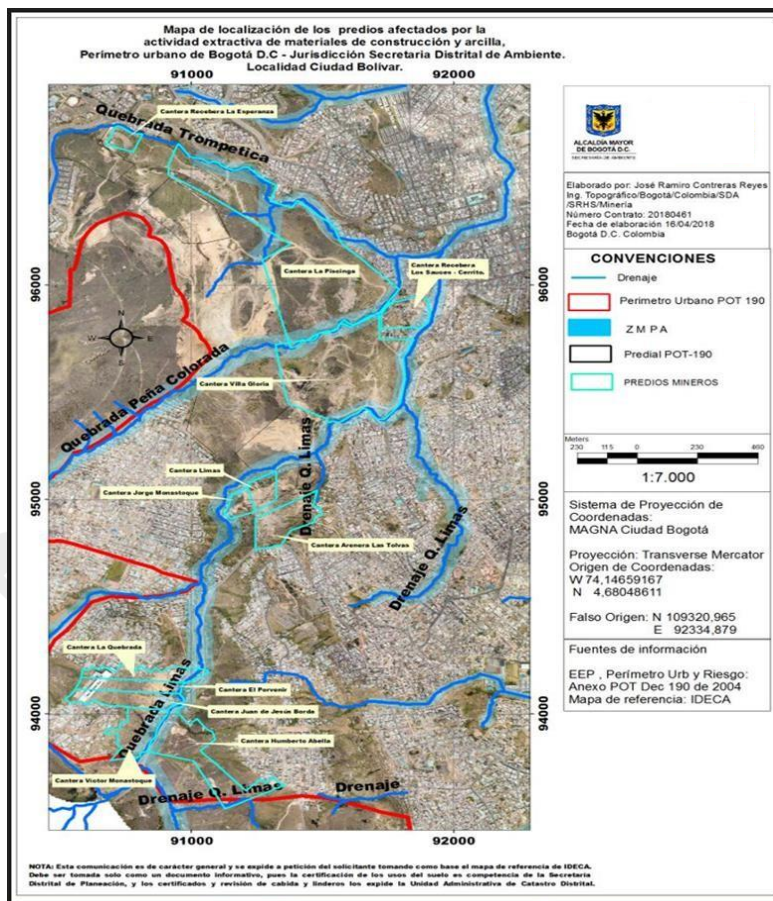 Mapa de localización de los predios afectados por la
actividad extractiva de materiales de construcción y arcilla,
Perímetro urbano de Bogotá D.C - Jurisdicción Secretaria Distrital de Ambiente.
Localidad Ciudad Bolívar.
91000
92000
Quebrada Trompetica
Cantera Recebera La Esperanza
Cantera La Piscinga
Cantera Recebera
Los Sauces - Cerrito.
96000
96000
N
W
E
S
Quebrada Peña Colorada
Cantera Villa Gloria
Drenaje Q. Limas
Cantera Limas
Cantera Jorge Monastoque
95000
95000
Cantera Arenera Las Tolvas
Drenaje Q. Limas
Cantera La Quebrada
Quebrada Limas
Cantera El Porvenir
Cantera Juan de Jesús Borda
94000
94000
Cantera Humberto Abella
Cantera Victor Monastoque
Drenaje Q. Limas
Drenaje
91000
92000
ALCALDÍA MAYOR
DE BOGOTÁ D.C.
SECRETARÍA DE AMBIENTE
Elaborado por: José Ramiro Contreras Reyes
Ing. Topográfico/Bogotá/Colombia/SDA
/SRHS/Minería
Número Contrato: 20180461
Fecha de elaboración 16/04/2018
Bogotá D.C. Colombia
CONVENCIONES
Drenaje
Perimetro Urbano POT 190
Z M P A
Predial POT-190
PREDIOS MINEROS
Meters
230 115 0 230 460
1:7.000
Sistema de Proyección de
Coordenadas:
MAGNA Ciudad Bogotá
Proyección: Transverse Mercator
Origen de Coordenadas:
W 74,14659167
N 4,68048611
Falso Origen: N 109320,965
E 92334,879
Fuentes de información
EEP , Perímetro Urb y Riesgo:
Anexo POT Dec 190 de 2004
Mapa de referencia: IDECA
NOTA: Esta comunicación es de carácter general y se expide a petición del solicitante tomando como base el mapa de referencia de IDECA.
Debe ser tomada solo como un documento informativo, pues la certificación de los usos del suelo es competencia de la Secretaria
Distrital de Planeación, y los certificados y revisión de cabida y linderos los expide la Unidad Administrativa de Catastro Distrital.